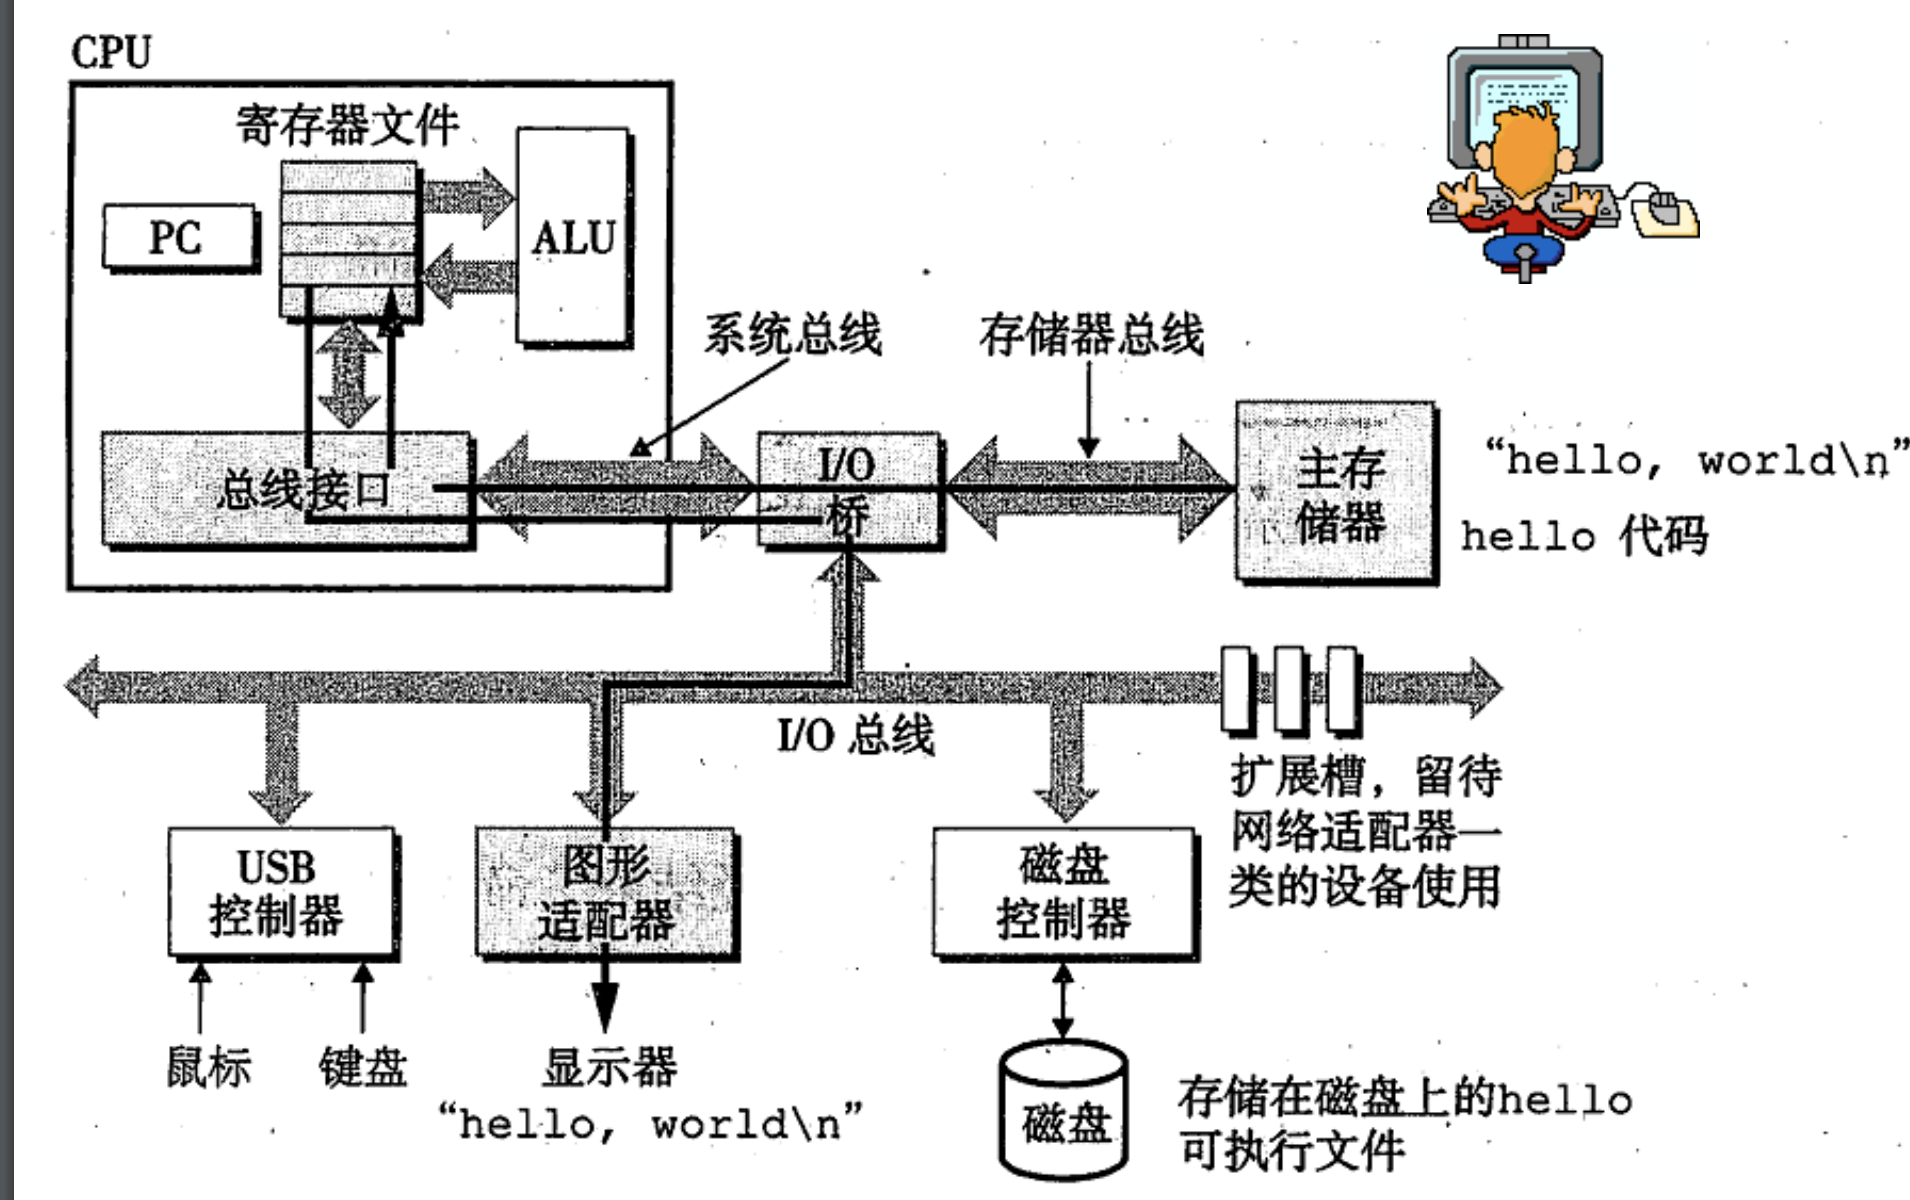 CPU
寄存器文件
PC
ALU
系统总线
存储器总线
总线接口
I/O
桥
主存
储器
“hello, world\n”
hello 代码
I/O 总线
扩展槽，留待
网络适配器一
类的设备使用
USB
控制器
图形
适配器
磁盘
控制器
鼠标
键盘
显示器
“hello, world\n”
磁盘
存储在磁盘上的hello
可执行文件